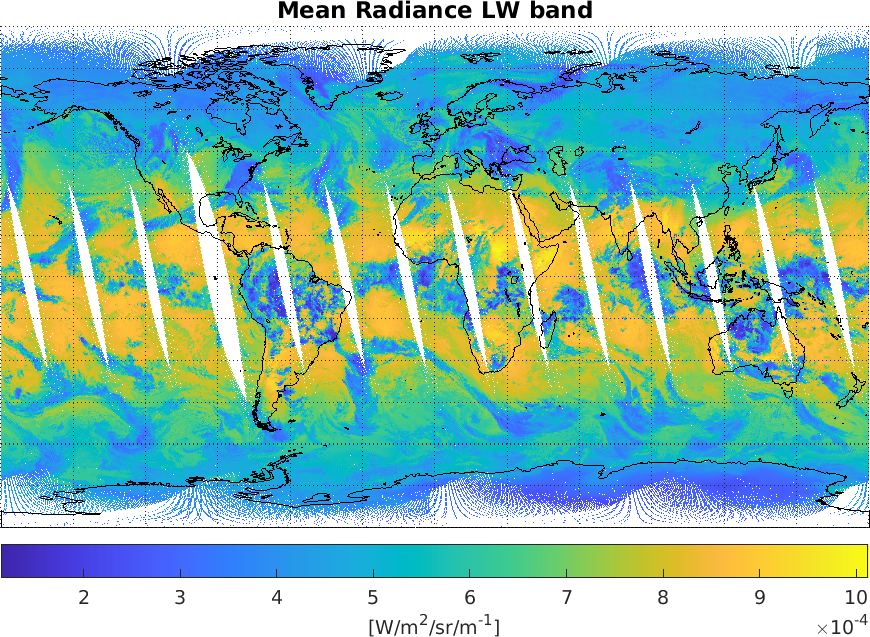 Mean Radiance LW band
2 3 4 5 6 7 8 9 10
[W/m²/sr/m⁻¹] ×10⁻⁴